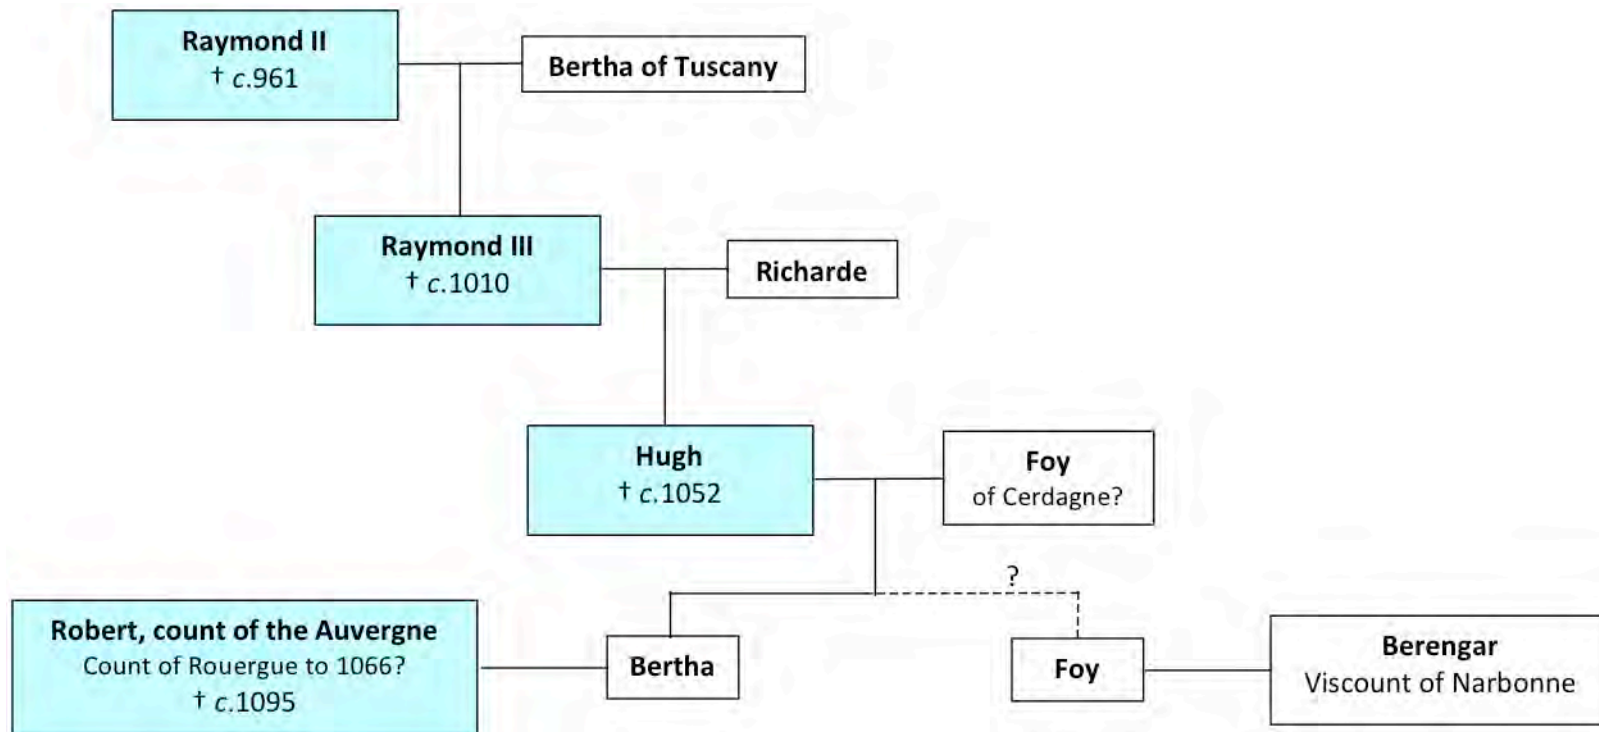 Raymond II
† c.961
Bertha of Tuscany
Raymond III
† c.1010
Richarde
Hugh
† c.1052
Foy
of Cerdagne?
?
Robert, count of the Auvergne
Count of Rouergue to 1066?
† c.1095
Bertha
Foy
Berengar
Viscount of Narbonne